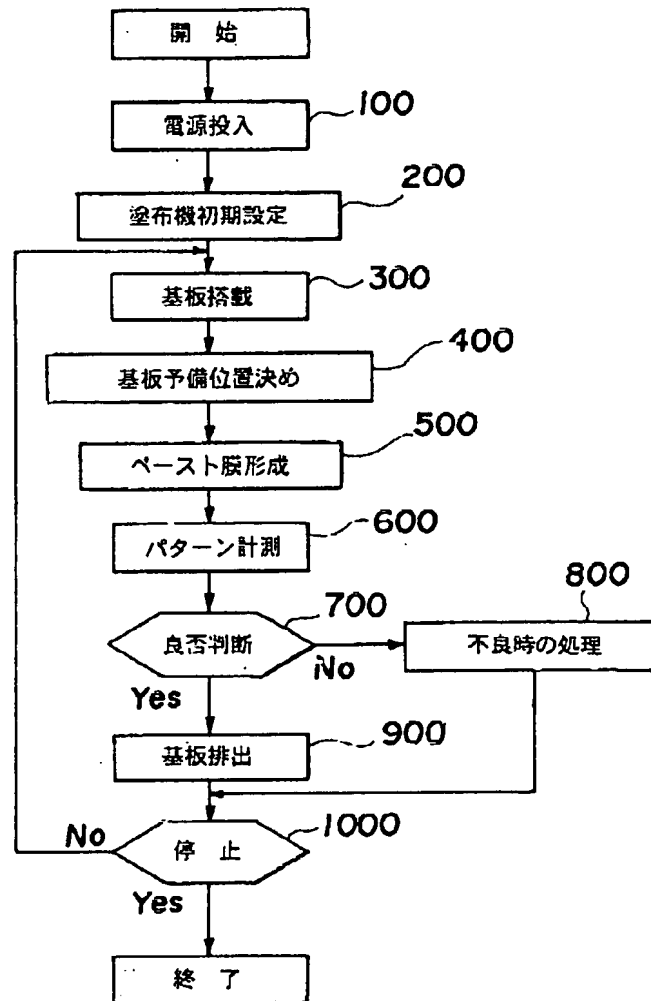 開 始
100
電源投入
200
塗布機初期設定
300
基板搭載
400
基板予備位置決め
500
ペースト膜形成
600
パターン計測
700
良否判断
No
Yes
800
不良時の処理
900
基板排出
1000
No
停 止
Yes
終 了